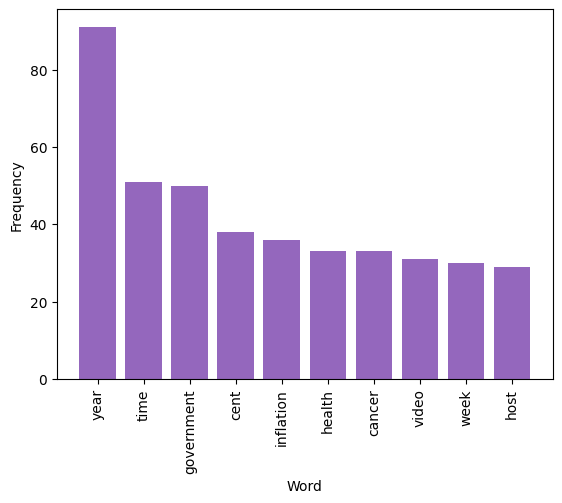 80
60
40
20
0
Frequency
year
time
government
cent
inflation
health
cancer
video
week
host
Word